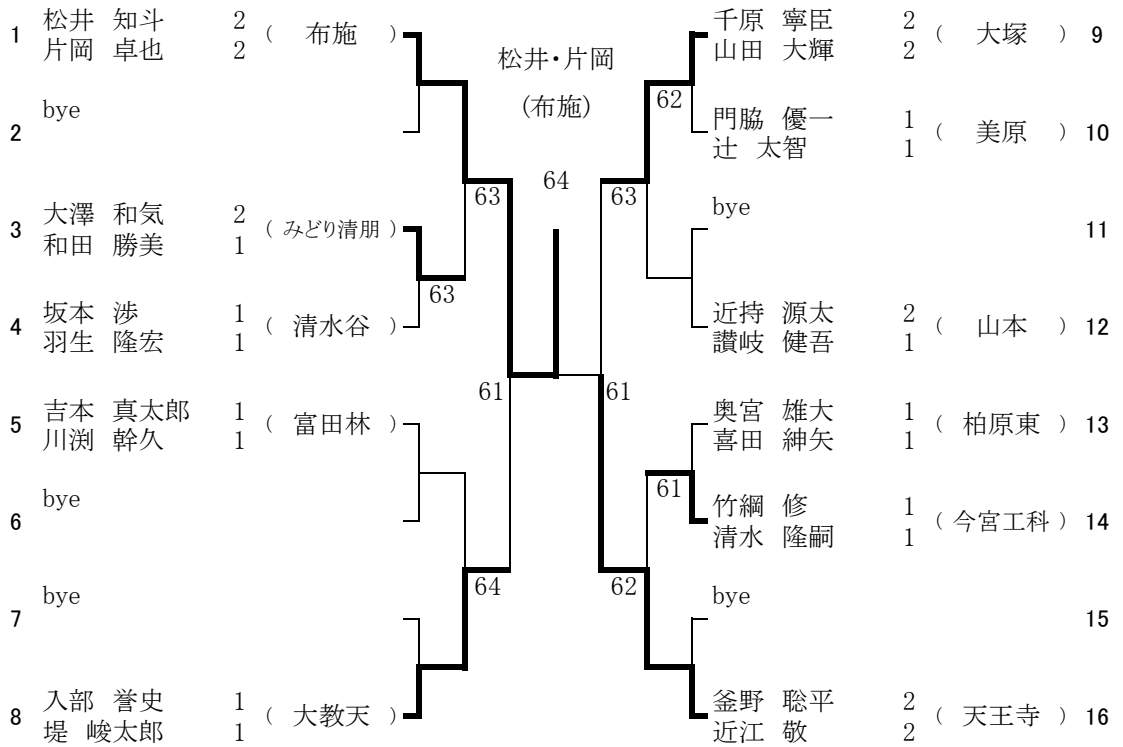 1 松井 知斗 2 ( 布施 )
片岡 卓也 2
2 bye
3 大澤 和気 2 ( みどり清朋 )
和田 勝美 1
4 坂本 渉 1 ( 清水谷 )
羽生 隆宏 1
5 吉本 真太郎 1 ( 富田林 )
川渕 幹久 1
6 bye
7 bye
8 入部 誉史 1 ( 大教天 )
堤 峻太郎 1
63
63
61
64
松井・片岡
(布施)
64
62
63
61
61
62
千原 寧臣 2 ( 大塚 ) 9
山田 大輝 2
門脇 優一 1 ( 美原 ) 10
辻 太智 1
bye 11
近持 源太 2 ( 山本 ) 12
讃岐 健吾 1
奥宮 雄大 1 ( 柏原東 ) 13
喜田 紳矢 1
竹綱 修 1 ( 今宮工科 ) 14
清水 隆嗣 1
bye 15
釜野 聡平 2 ( 天王寺 ) 16
近江 敬 2